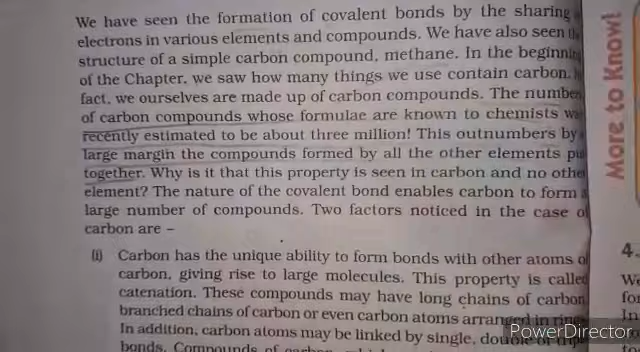 We have seen the formation of covalent bonds by the sharing
electrons in various elements and compounds. We have also seen
structure of a simple carbon compound, methane. In the beginning
of the Chapter, we saw how many things we use contain carbon.
fact, we ourselves are made up of carbon compounds. The number
of carbon compounds whose formulae are known to chemists
recently estimated to be about three million! This outnumbers by
large margin the compounds formed by all the other elements
together. Why is it that this property is seen in carbon and no
element? The nature of the covalent bond enables carbon to form
large number of compounds. Two factors noticed in the case
carbon are –
(i) Carbon has the unique ability to form bonds with other atoms
carbon, giving rise to large molecules. This property is called
catenation. These compounds may have long chains of carbon,
branched chains of carbon or even carbon atoms arranged in
In addition, carbon atoms may be linked by single,
bonds. Compounds of
More to Know!
4.
PowerDirector